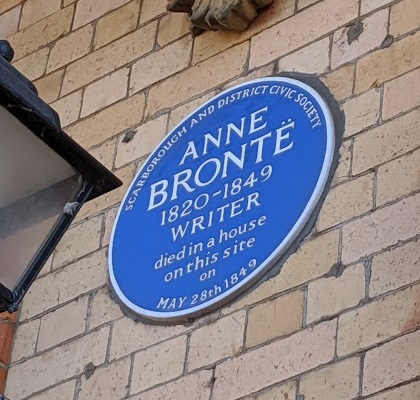 SCARBOROUGH AND DISTRICT CIVIC SOCIETY
ANNE
BRONTË
1820-1849
WRITER
died in a house
on this site
on
MAY 28th 1849